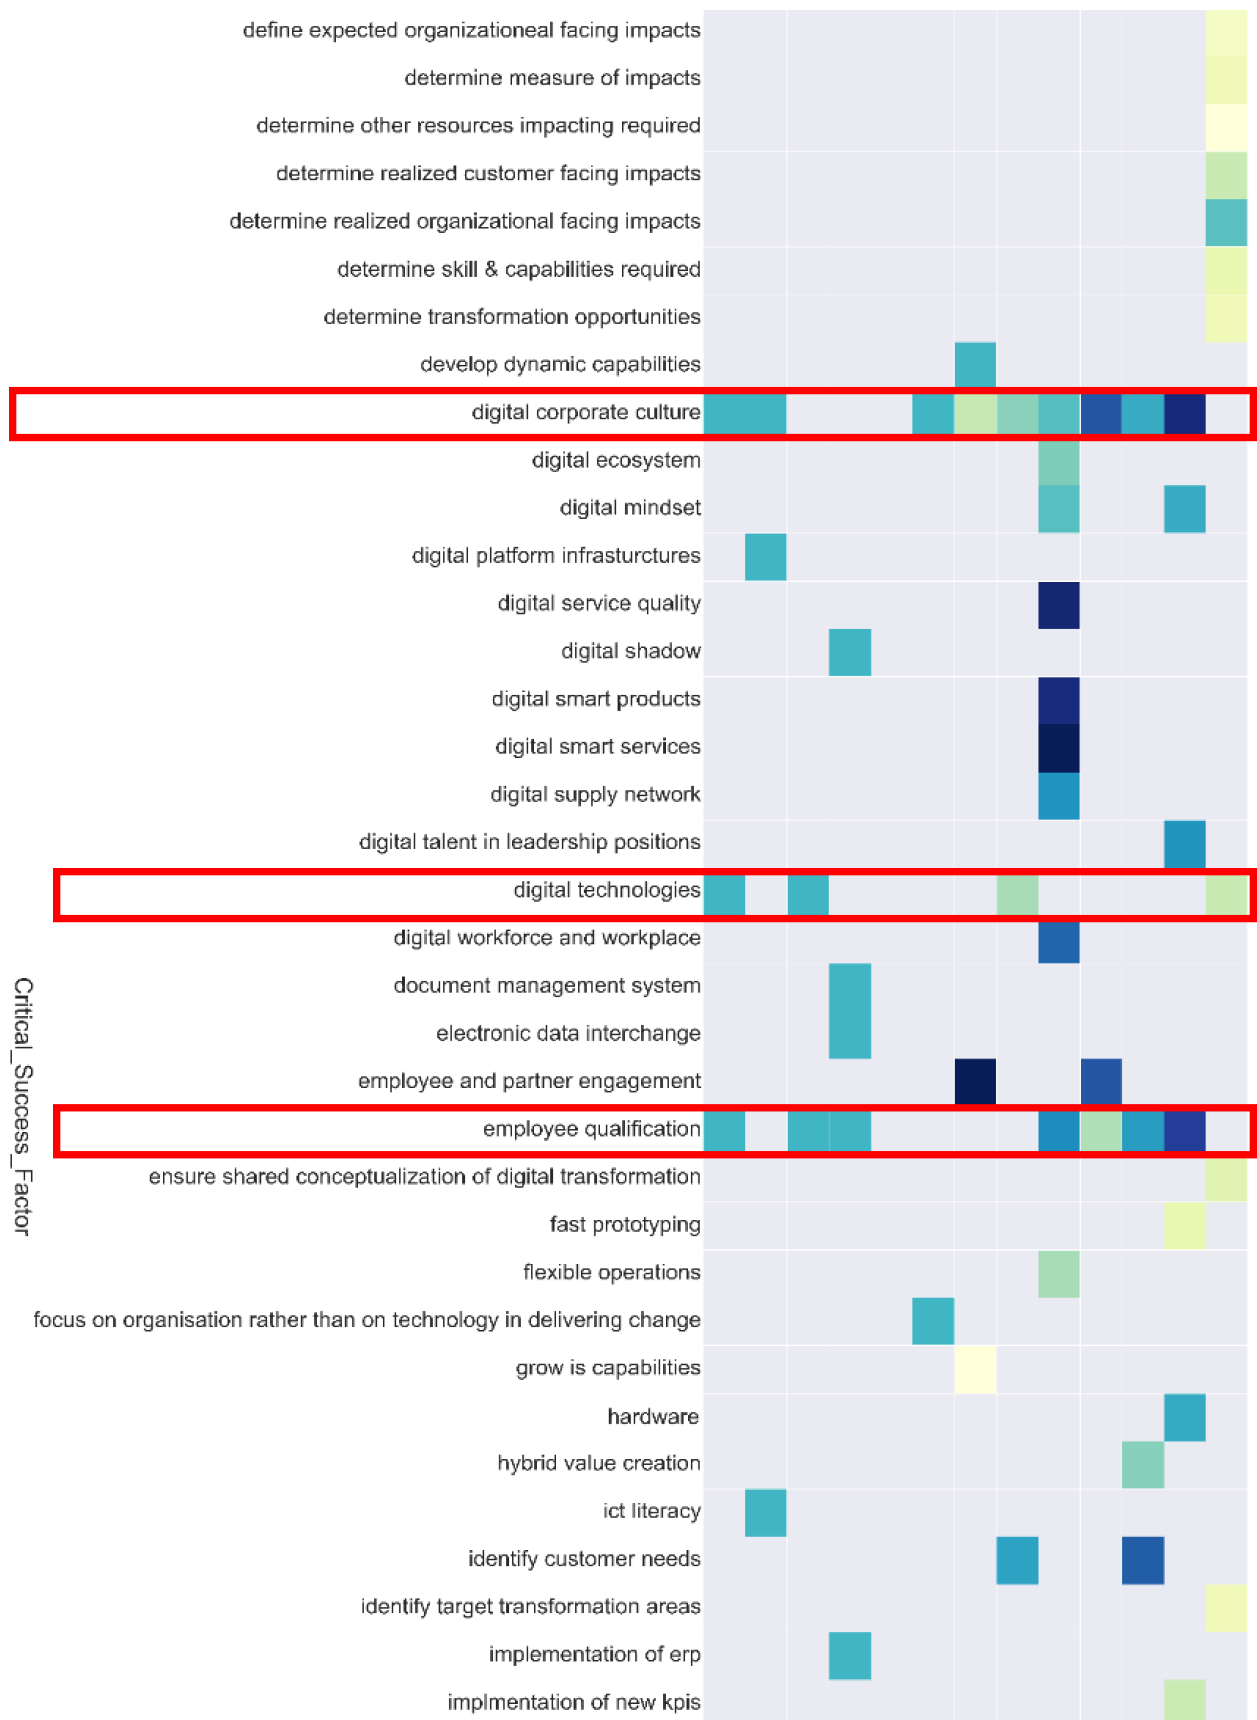 define expected organizationeal facing impacts
determine measure of impacts
determine other resources impacting required
determine realized customer facing impacts
determine realized organizational facing impacts
determine skill & capabilities required
determine transformation opportunities
develop dynamic capabilities
digital corporate culture
digital ecosystem
digital mindset
digital platform infrasturctures
digital service quality
digital shadow
digital smart products
digital smart services
digital supply network
digital talent in leadership positions
digital technologies
digital workforce and workplace
document management system
electronic data interchange
employee and partner engagement
employee qualification
ensure shared conceptualization of digital transformation
fast prototyping
flexible operations
focus on organisation rather than on technology in delivering change
grow is capabilities
hardware
hybrid value creation
ict literacy
identify customer needs
identify target transformation areas
implementation of erp
implmentation of new kpis
Critical_Success_Factor